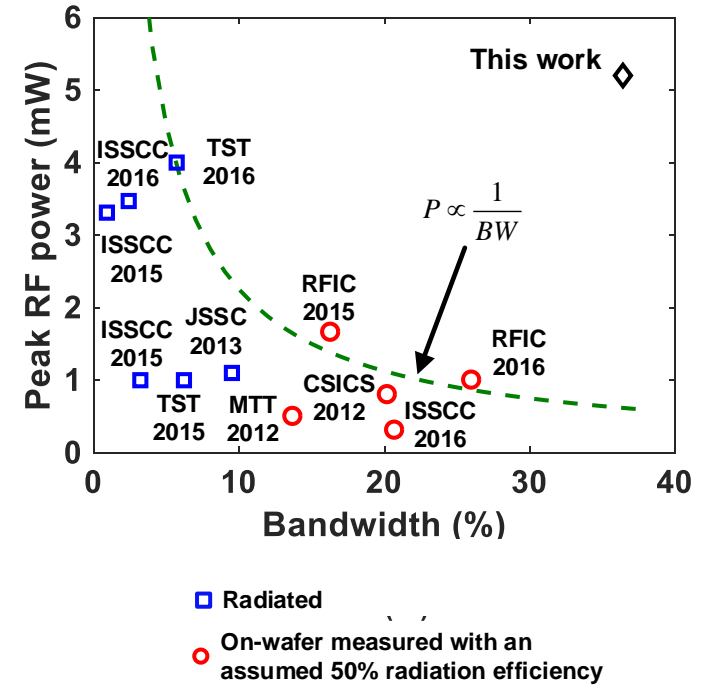 6
5
4
3
2
1
0
Peak RF power (mW)
This work
ISSCC
2016
TST
2016
ISSCC
2015
P ∝ 1/BW
RFIC
2015
ISSCC
2015
JSSC
2013
RFIC
2016
TST
2015
MTT
2012
CSICS
2012
ISSCC
2016
0 10 20 30 40
Bandwidth (%)
Radiated
On-wafer measured with an
assumed 50% radiation efficiency